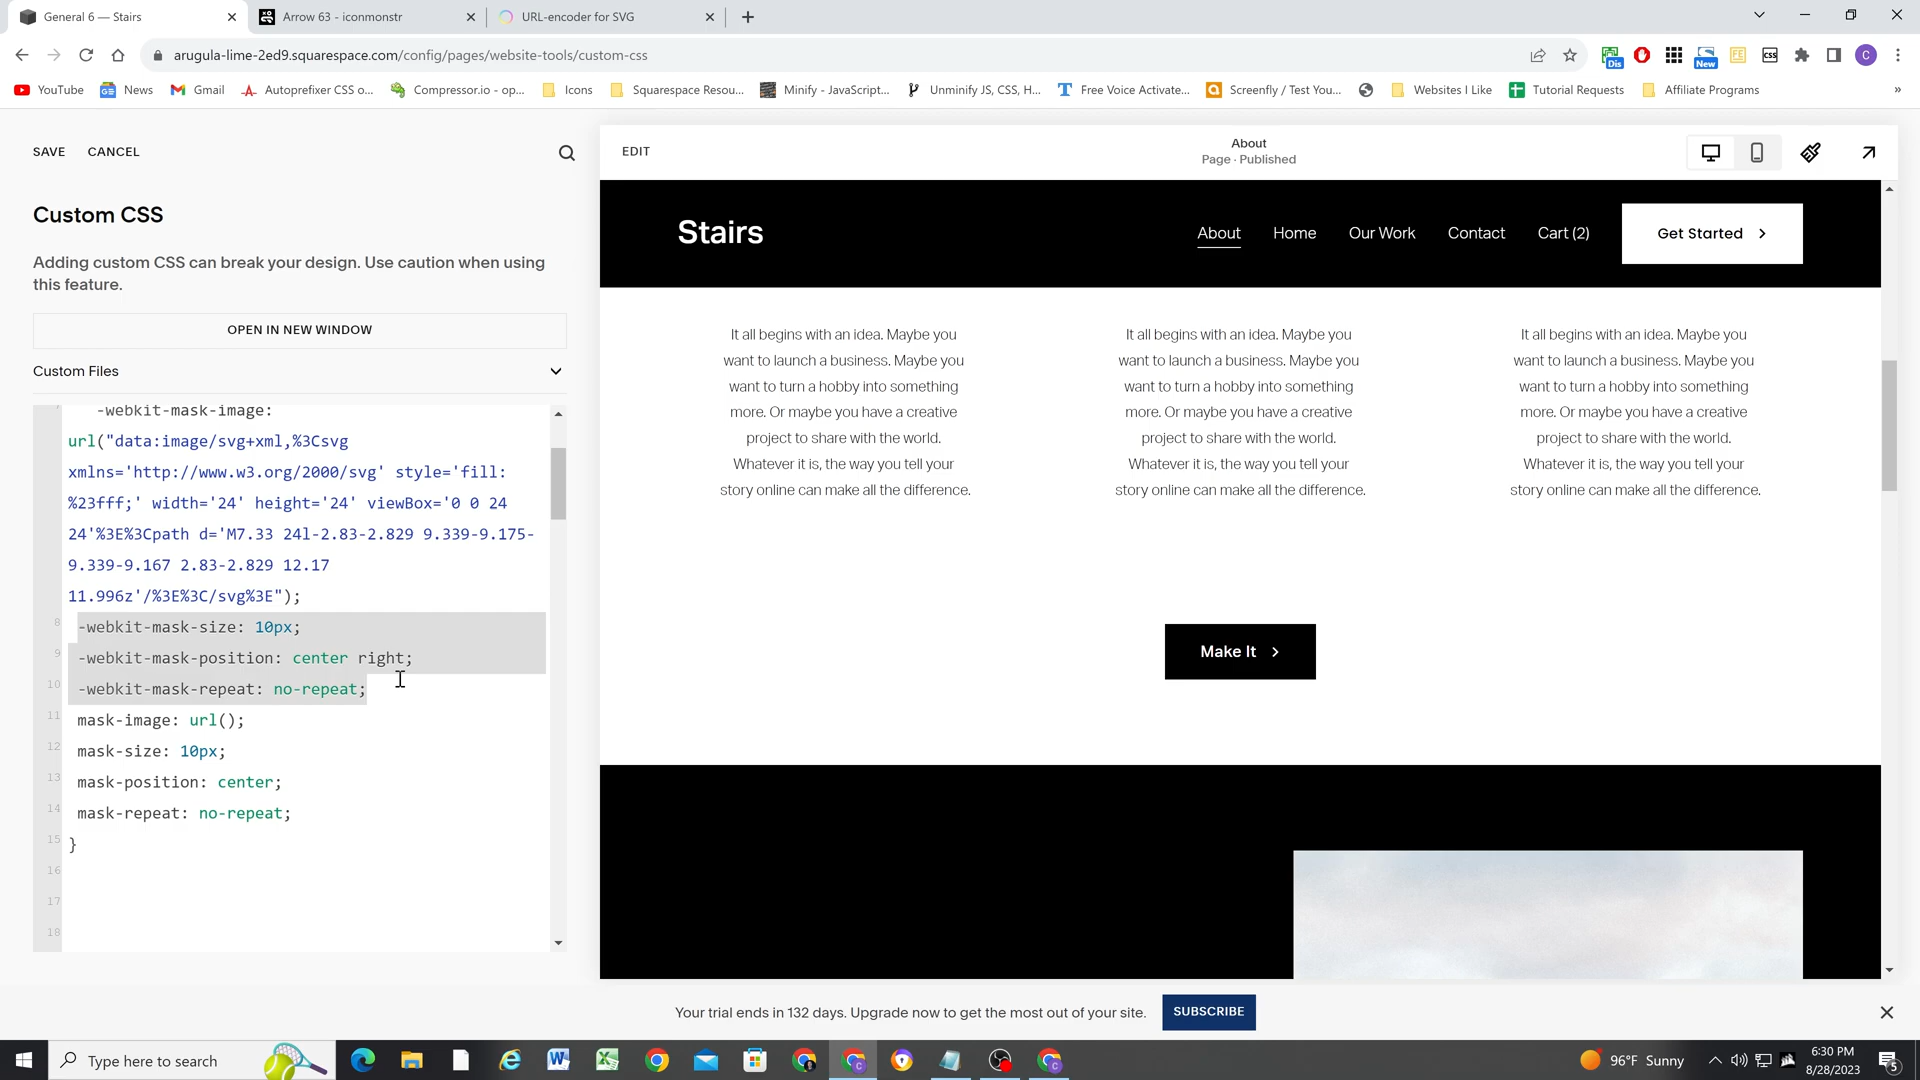 General 6 — Stairs
Arrow 63 - iconmonstr
URL-encoder for SVG
arugula-lime-2ed9.squarespace.com/config/pages/website-tools/custom-css
Dis
New
FE
CSS
C
YouTube
News
Gmail
Autoprefixer CSS o...
Compressor.io - op...
Icons
Squarespace Resou...
Minify - JavaScript...
Unminify JS, CSS, H...
Free Voice Activate...
Screenfly / Test You...
Websites I Like
Tutorial Requests
Affiliate Programs
»
SAVE CANCEL
Custom CSS
Adding custom CSS can break your design. Use caution when using
this feature.
OPEN IN NEW WINDOW
Custom Files
-webkit-mask-image:
url("data:image/svg+xml,%3Csvg
xmlns='http://www.w3.org/2000/svg' style='fill:
%23fff;' width='24' height='24' viewBox='0 0 24
24'%3E%3Cpath d='M7.33 24l-2.83-2.829 9.339-9.175-
9.339-9.167 2.83-2.829 12.17
11.996z'/%3E%3C/svg%3E");
8 -webkit-mask-size: 10px;
9 -webkit-mask-position: center right;
10 -webkit-mask-repeat: no-repeat;
11 mask-image: url();
12 mask-size: 10px;
13 mask-position: center;
14 mask-repeat: no-repeat;
15 }
16
17
18
EDIT
About
Page · Published
Stairs
About
Home
Our Work
Contact
Cart (2)
Get Started
It all begins with an idea. Maybe you
want to launch a business. Maybe you
want to turn a hobby into something
more. Or maybe you have a creative
project to share with the world.
Whatever it is, the way you tell your
story online can make all the difference.
It all begins with an idea. Maybe you
want to launch a business. Maybe you
want to turn a hobby into something
more. Or maybe you have a creative
project to share with the world.
Whatever it is, the way you tell your
story online can make all the difference.
It all begins with an idea. Maybe you
want to launch a business. Maybe you
want to turn a hobby into something
more. Or maybe you have a creative
project to share with the world.
Whatever it is, the way you tell your
story online can make all the difference.
Make It
Your trial ends in 132 days. Upgrade now to get the most out of your site.
SUBSCRIBE
Type here to search
96°F Sunny
6:30 PM
8/28/2023
5